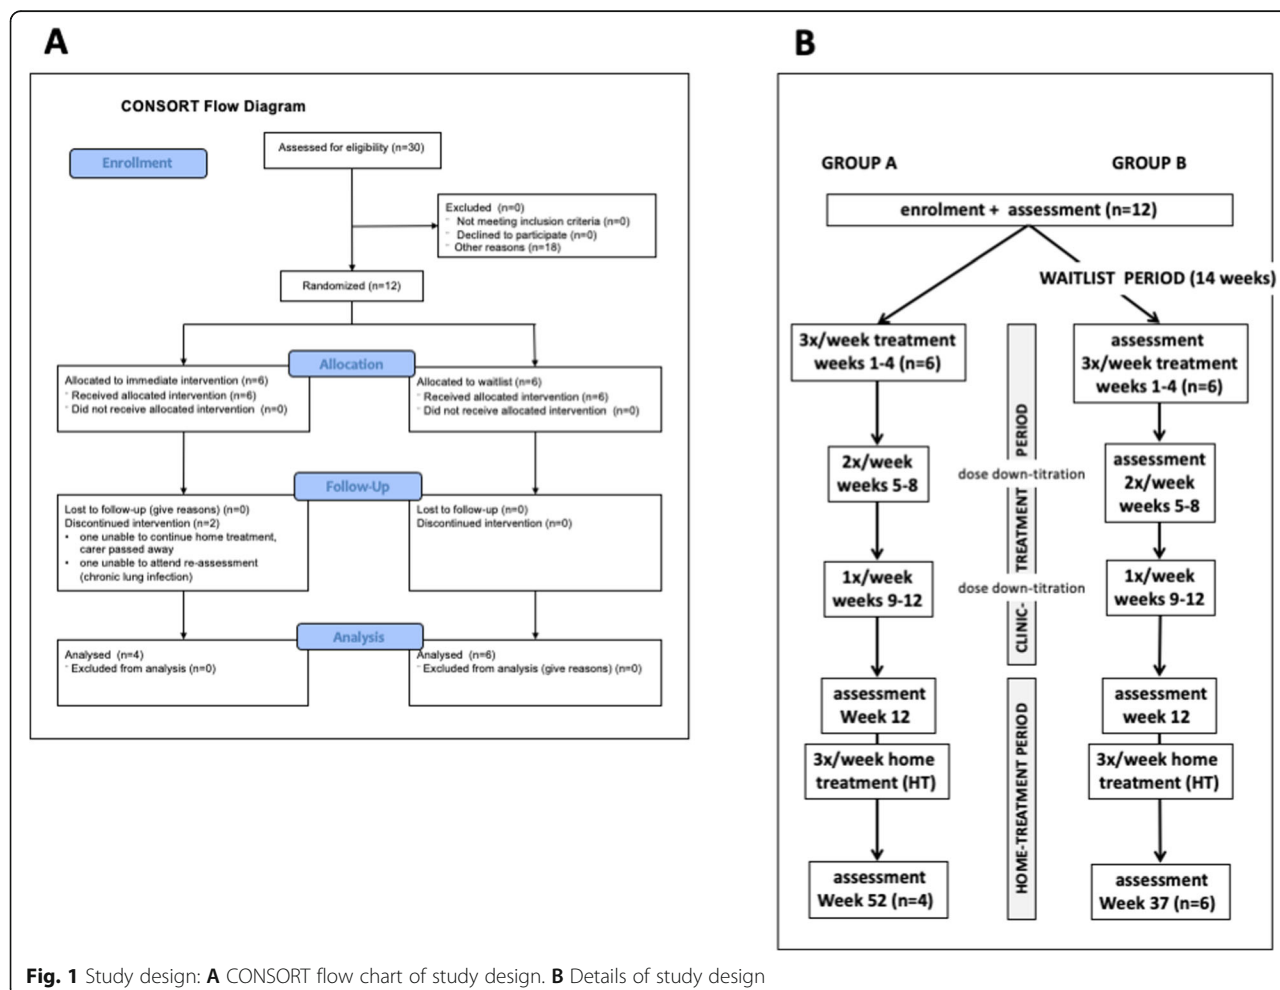 A
CONSORT Flow Diagram
Enrollment
Assessed for eligibility (n=30)
Excluded (n=0)
⁻ Not meeting inclusion criteria (n=0)
⁻ Declined to participate (n=0)
⁻ Other reasons (n=18)
Randomized (n=12)
Allocation
Allocated to immediate intervention (n=6)
⁻ Received allocated intervention (n=6)
⁻ Did not receive allocated intervention (n=0)
Allocated to waitlist (n=6)
⁻ Received allocated intervention (n=6)
⁻ Did not receive allocated intervention (n=0)
Follow-Up
Lost to follow-up (give reasons) (n=0)
Discontinued intervention (n=2)
• one unable to continue home treatment,
carer passed away
• one unable to attend re-assessment
(chronic lung infection)
Lost to follow-up (n=0)
Discontinued intervention (n=0)
Analysis
Analysed (n=4)
⁻ Excluded from analysis (n=0)
Analysed (n=6)
⁻ Excluded from analysis (give reasons) (n=0)
B
GROUP A
GROUP B
enrolment + assessment (n=12)
WAITLIST PERIOD (14 weeks)
3x/week treatment
weeks 1-4 (n=6)
assessment
3x/week treatment
weeks 1-4 (n=6)
CLINIC- TREATMENT PERIOD
2x/week
weeks 5-8
dose down-titration
assessment
2x/week
weeks 5-8
1x/week
weeks 9-12
dose down-titration
1x/week
weeks 9-12
HOME-TREATMENT PERIOD
assessment
Week 12
assessment
week 12
3x/week home
treatment (HT)
3x/week home
treatment (HT)
assessment
Week 52 (n=4)
assessment
Week 37 (n=6)
Fig. 1 Study design: A CONSORT flow chart of study design. B Details of study design